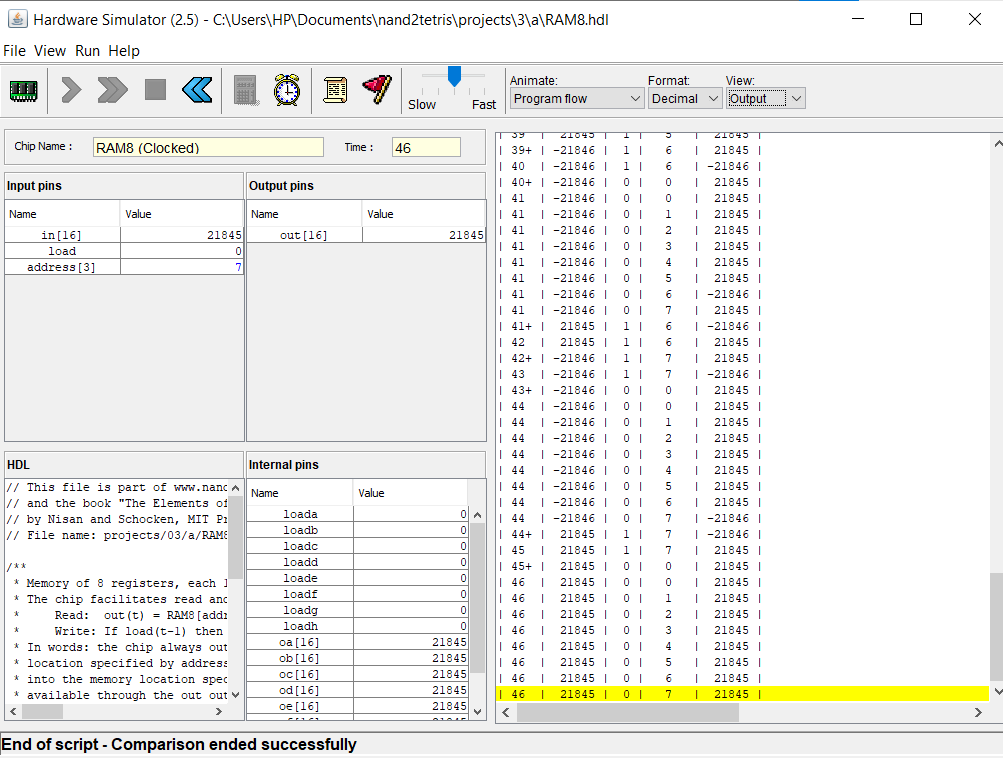 Hardware Simulator (2.5) - C:\Users\HP\Documents\nand2tetris\projects\3\a\RAM8.hdl
File View Run Help
Slow Fast
Animate: Format: View:
Program flow Decimal Output
Chip Name : RAM8 (Clocked) Time : 46
Input pins
Name Value
in[16] 21845
load 0
address[3] 7
Output pins
Name Value
out[16] 21845
HDL
// This file is part of www.nand
// and the book "The Elements of
// by Nisan and Schocken, MIT Pr
// File name: projects/03/a/RAM8
/**
* Memory of 8 registers, each 1
* The chip facilitates read and
* Read: out(t) = RAM8[addr
* Write: If load(t-1) then
* In words: the chip always out
* location specified by address
* into the memory location spec
* available through the out out
Internal pins
Name Value
loada 0
loadb 0
loadc 0
loadd 0
loade 0
loadf 0
loadg 0
loadh 0
oa[16] 21845
ob[16] 21845
oc[16] 21845
od[16] 21845
oe[16] 21845
| 39 | 21845 | 1 | 5 | 21845 |
| 39+ | -21846 | 1 | 6 | 21845 |
| 40 | -21846 | 1 | 6 | -21846 |
| 40+ | -21846 | 0 | 0 | 21845 |
| 41 | -21846 | 0 | 0 | 21845 |
| 41 | -21846 | 0 | 1 | 21845 |
| 41 | -21846 | 0 | 2 | 21845 |
| 41 | -21846 | 0 | 3 | 21845 |
| 41 | -21846 | 0 | 4 | 21845 |
| 41 | -21846 | 0 | 5 | 21845 |
| 41 | -21846 | 0 | 6 | -21846 |
| 41 | -21846 | 0 | 7 | 21845 |
| 41+ | 21845 | 1 | 6 | -21846 |
| 42 | 21845 | 1 | 6 | 21845 |
| 42+ | -21846 | 1 | 7 | 21845 |
| 43 | -21846 | 1 | 7 | -21846 |
| 43+ | -21846 | 0 | 0 | 21845 |
| 44 | -21846 | 0 | 0 | 21845 |
| 44 | -21846 | 0 | 1 | 21845 |
| 44 | -21846 | 0 | 2 | 21845 |
| 44 | -21846 | 0 | 3 | 21845 |
| 44 | -21846 | 0 | 4 | 21845 |
| 44 | -21846 | 0 | 5 | 21845 |
| 44 | -21846 | 0 | 6 | 21845 |
| 44 | -21846 | 0 | 7 | -21846 |
| 44+ | 21845 | 1 | 7 | -21846 |
| 45 | 21845 | 1 | 7 | 21845 |
| 45+ | 21845 | 0 | 0 | 21845 |
| 46 | 21845 | 0 | 0 | 21845 |
| 46 | 21845 | 0 | 1 | 21845 |
| 46 | 21845 | 0 | 2 | 21845 |
| 46 | 21845 | 0 | 3 | 21845 |
| 46 | 21845 | 0 | 4 | 21845 |
| 46 | 21845 | 0 | 5 | 21845 |
| 46 | 21845 | 0 | 6 | 21845 |
| 46 | 21845 | 0 | 7 | 21845 |
End of script - Comparison ended successfully